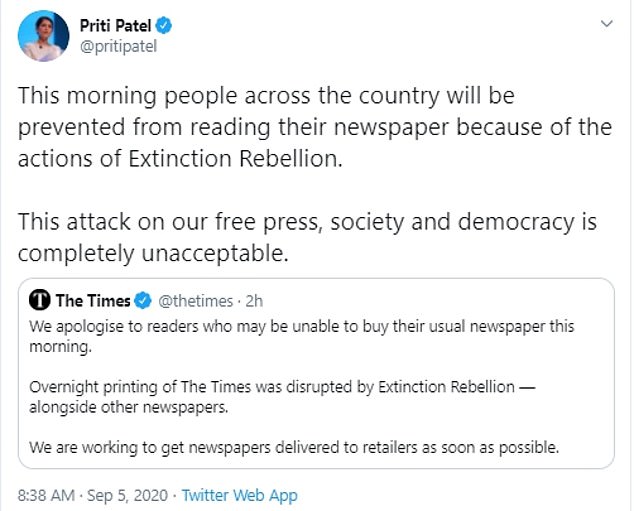 Priti Patel
@pritipatel
This morning people across the country will be
prevented from reading their newspaper because of the
actions of Extinction Rebellion.
This attack on our free press, society and democracy is
completely unacceptable.
T The Times @thetimes · 2h
We apologise to readers who may be unable to buy their usual newspaper this
morning.
Overnight printing of The Times was disrupted by Extinction Rebellion —
alongside other newspapers.
We are working to get newspapers delivered to retailers as soon as possible.
8:38 AM · Sep 5, 2020 · Twitter Web App